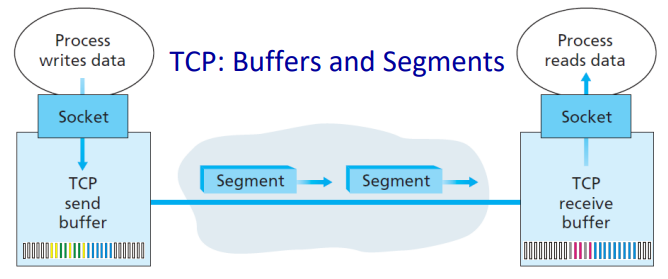 Process
writes data
TCP: Buffers and Segments
Process
reads data
Socket
Socket
TCP
send
buffer
Segment
Segment
TCP
receive
buffer